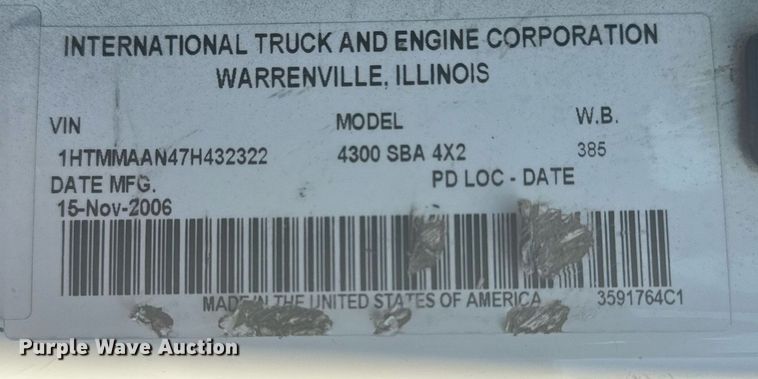 INTERNATIONAL TRUCK AND ENGINE CORPORATION
WARRENVILLE, ILLINOIS
VIN MODEL W.B.
1HTMMAAN47H432322 4300 SBA 4X2 385
DATE MFG. PD LOC - DATE
15-Nov-2006
MADE IN THE UNITED STATES OF AMERICA 3591764C1
Purple Wave Auction